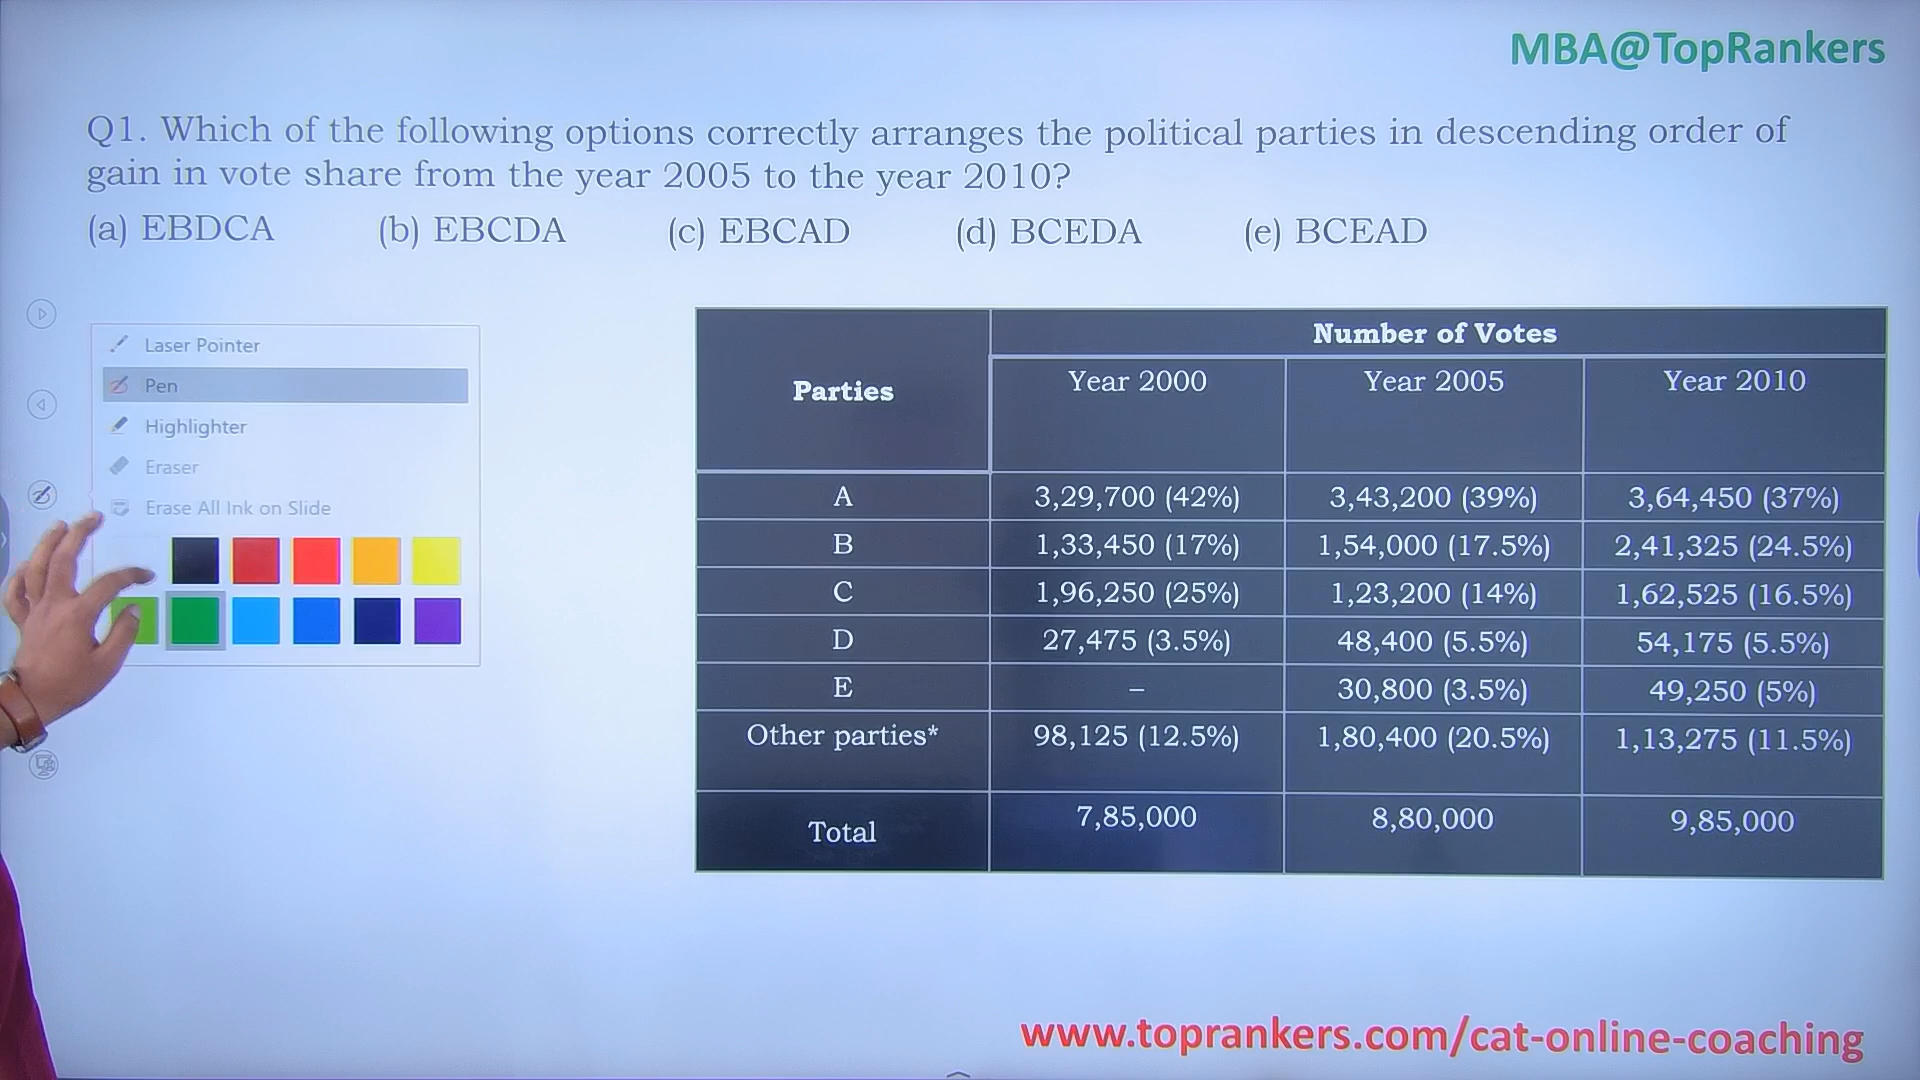 MBA@TopRankers
Q1. Which of the following options correctly arranges the political parties in descending order of
gain in vote share from the year 2005 to the year 2010?
(a) EBDCA (b) EBCDA (c) EBCAD (d) BCEDA (e) BCEAD
Laser Pointer
Pen
Highlighter
Eraser
Erase All Ink on Slide
Number of Votes
Parties Year 2000 Year 2005 Year 2010
A 3,29,700 (42%) 3,43,200 (39%) 3,64,450 (37%)
B 1,33,450 (17%) 1,54,000 (17.5%) 2,41,325 (24.5%)
C 1,96,250 (25%) 1,23,200 (14%) 1,62,525 (16.5%)
D 27,475 (3.5%) 48,400 (5.5%) 54,175 (5.5%)
E – 30,800 (3.5%) 49,250 (5%)
Other parties* 98,125 (12.5%) 1,80,400 (20.5%) 1,13,275 (11.5%)
Total 7,85,000 8,80,000 9,85,000
www.toprankers.com/cat-online-coaching